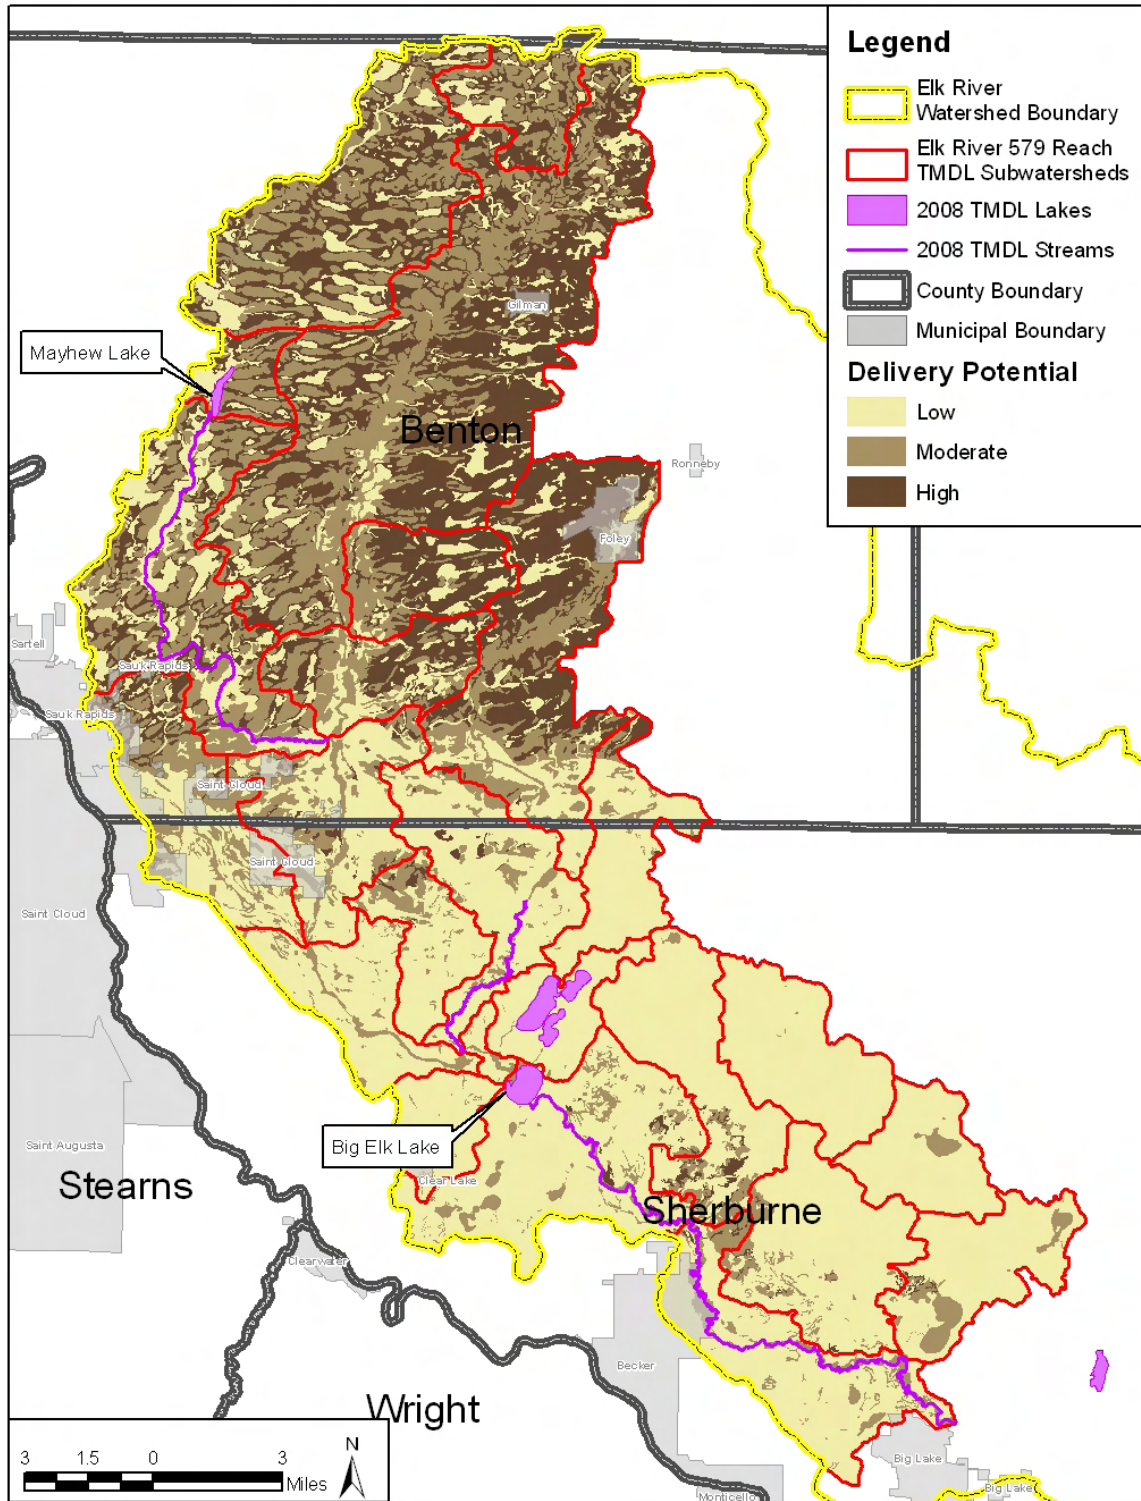 Legend
Elk River
Watershed Boundary
Elk River 579 Reach
TMDL Subwatersheds
2008 TMDL Lakes
2008 TMDL Streams
County Boundary
Municipal Boundary
Delivery Potential
Low
Moderate
High
Gilman
Mayhew Lake
Benton
Ronneby
Foley
Sartell
Sauk Rapids
Sauk Rapids
Saint Cloud
Saint Cloud
Saint Cloud
Big Elk Lake
Saint Augusta
Stearns
Clear Lake
Sherburne
Clearwater
Becker
Wright
Big Lake
Big Lake
Monticello
3 1.5 0 3
Miles
N